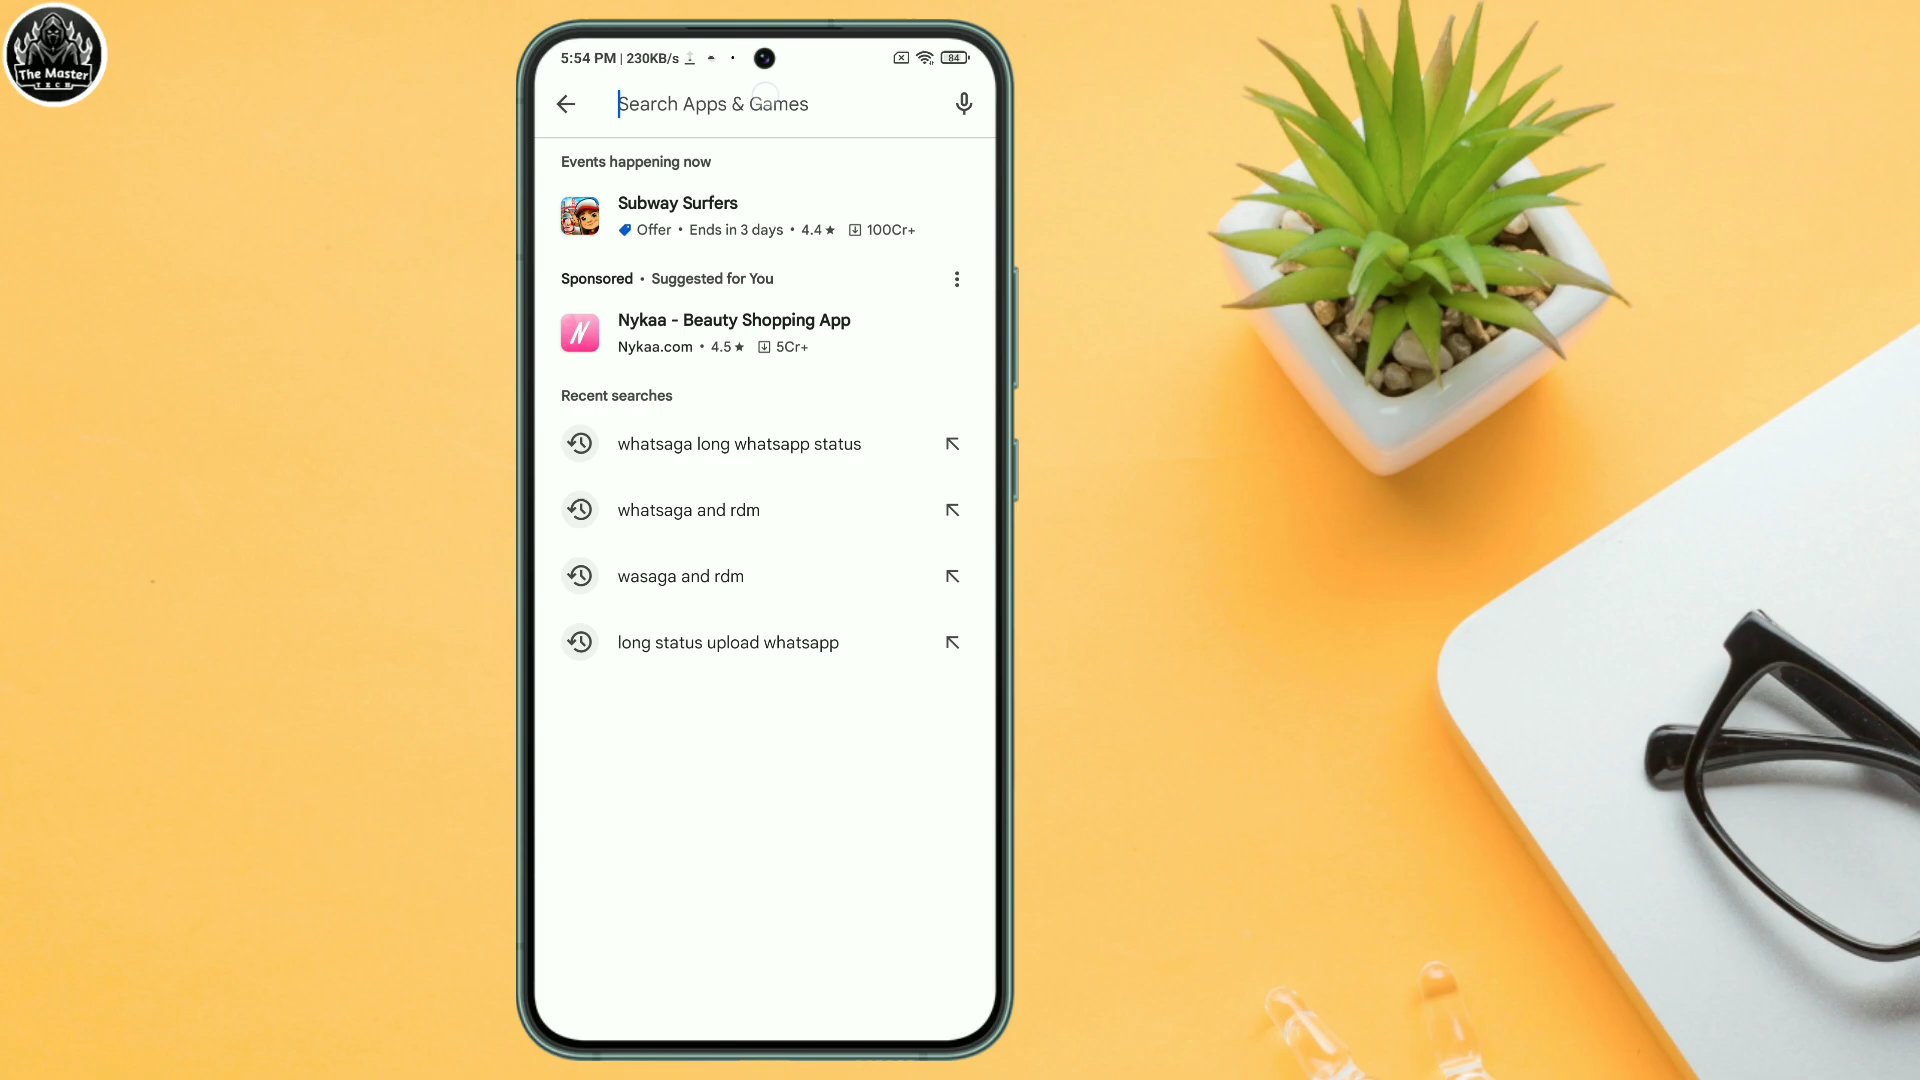 The Master
TECH
5:54 PM | 230KB/s
84
Search Apps & Games
Events happening now
Subway Surfers
Offer • Ends in 3 days • 4.4★ 100Cr+
Sponsored • Suggested for You
N
Nykaa - Beauty Shopping App
Nykaa.com • 4.5★ 5Cr+
Recent searches
whatsaga long whatsapp status
whatsaga and rdm
wasaga and rdm
long status upload whatsapp